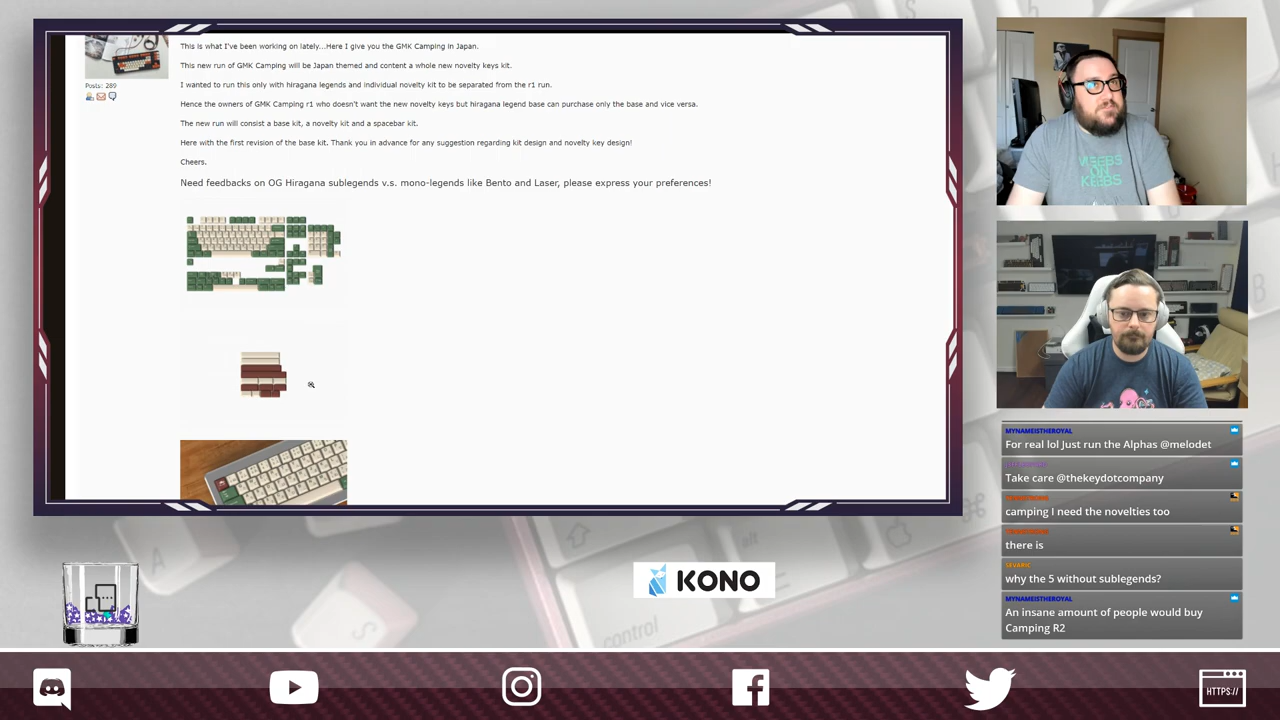 This is what I've been working on lately...Here I give you the GMK Camping in Japan.
This new run of GMK Camping will be Japan themed and content a whole new novelty keys kit.
I wanted to run this only with hiragana legends and individual novelty kit to be separated from the r1 run.
Hence the owners of GMK Camping r1 who doesn't want the new novelty keys but hiragana legend base can purchase only the base and vice versa.
The new run will consist a base kit, a novelty kit and a spacebar kit.
Here with the first revision of the base kit. Thank you in advance for any suggestion regarding kit design and novelty key design!
Cheers.
Need feedbacks on OG Hiragana sublegends v.s. mono-legends like Bento and Laser, please express your preferences!
Posts: 289
WEEBS
ON
KEEBS
MYNAMEISTHEROYAL
For real lol Just run the Alphas @melodet
Take care @thekeydotcompany
camping I need the novelties too
there is
SEVARIC
why the 5 without sublegends?
MYNAMEISTHEROYAL
An insane amount of people would buy
Camping R2
KONO
alt
control
HTTPS://